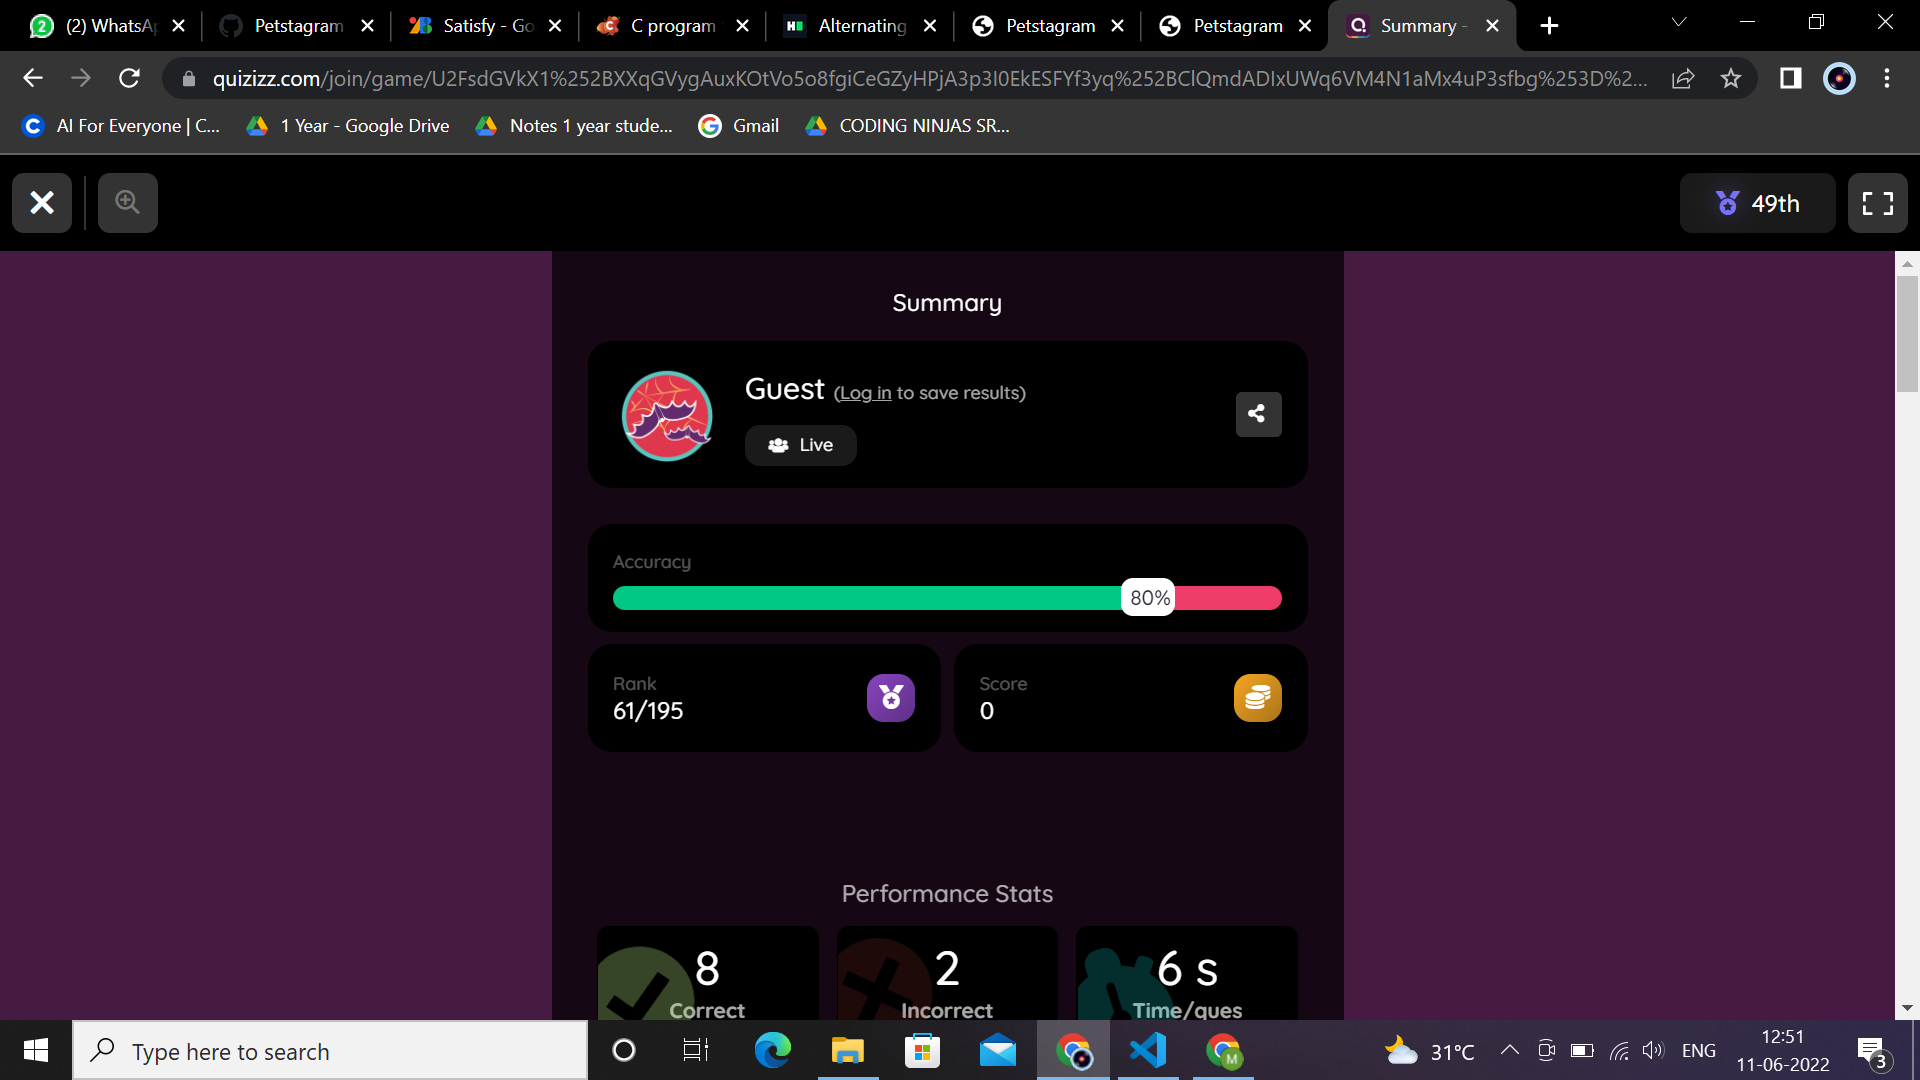 (2) WhatsAp
Petstagram
Satisfy - Go
C program
Alternating
Petstagram
Petstagram
Summary -
quizizz.com/join/game/U2FsdGVkX1%252BXXqGVygAuxKOtVo5o8fgiCeGZyHPjA3p3I0EkESFYf3yq%252BClQmdADIxUWq6VM4N1aMx4uP3sfbg%253D%2...
AI For Everyone | C...
1 Year - Google Drive
Notes 1 year stude...
Gmail
CODING NINJAS SR...
49th
Summary
Guest (Log in to save results)
Live
Accuracy
80%
Rank
61/195
Score
0
Performance Stats
8
Correct
2
Incorrect
6 s
Time/ques
Type here to search
31°C
ENG
12:51
11-06-2022
3